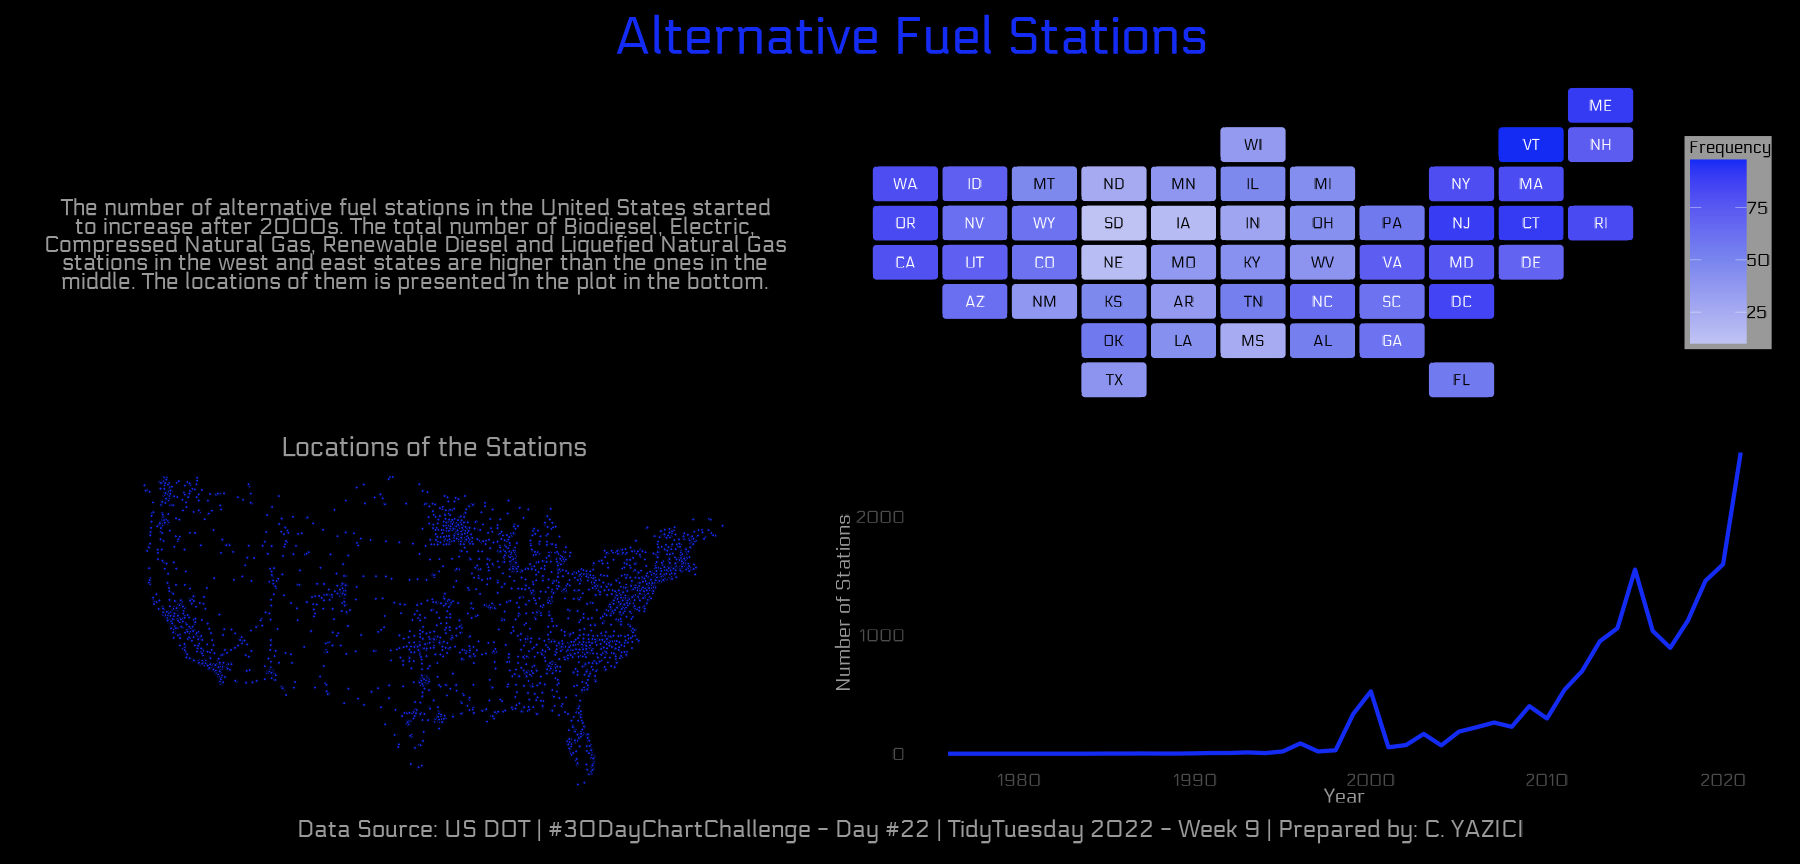 Alternative Fuel Stations
The number of alternative fuel stations in the United States started
to increase after 2000s. The total number of Biodiesel, Electric,
Compressed Natural Gas, Renewable Diesel and Liquefied Natural Gas
stations in the west and east states are higher than the ones in the
middle. The locations of them is presented in the plot in the bottom.
ME
WI VT NH
WA ID MT ND MN IL MI NY MA
OR NV WY SD IA IN OH PA NJ CT RI
CA UT CO NE MO KY WV VA MD DE
AZ NM KS AR TN NC SC DC
OK LA MS AL GA
TX FL
Frequency
75
50
25
Locations of the Stations
Number of Stations
2000
1000
0
1980 1990 2000 2010 2020
Year
Data Source: US DOT | #30DayChartChallenge - Day #22 | TidyTuesday 2022 - Week 9 | Prepared by: C. YAZICI